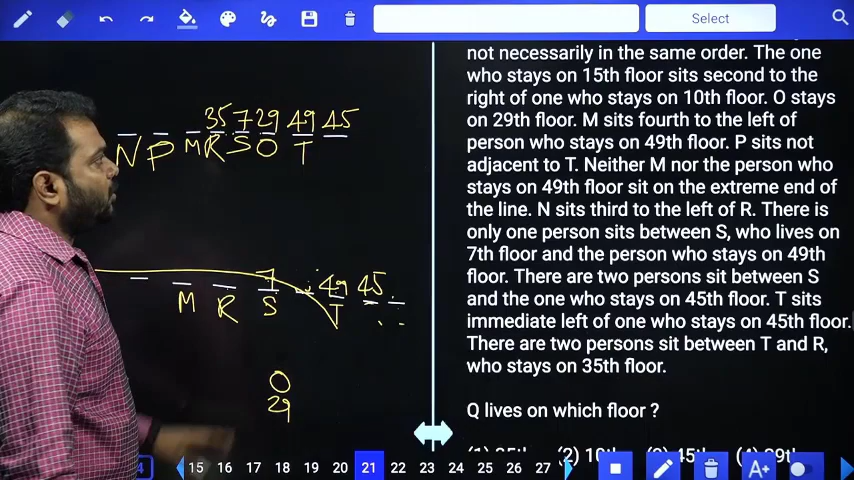 Select
not necessarily in the same order. The one
who stays on 15th floor sits second to the
right of one who stays on 10th floor. O stays
on 29th floor. M sits fourth to the left of
person who stays on 49th floor. P sits not
adjacent to T. Neither M nor the person who
stays on 49th floor sit on the extreme end of
the line. N sits third to the left of R. There is
only one person sits between S, who lives on
7th floor and the person who stays on 49th
floor. There are two persons sit between S
and the one who stays on 45th floor. T sits
immediate left of one who stays on 45th floor.
There are two persons sit between T and R,
who stays on 35th floor.
Q lives on which floor ?
35 7 29 49 45
N P M R S O T
7 49 45
M R S T
O
29
4 15 16 17 18 19 20 21 22 23 24 25 26 27
A+